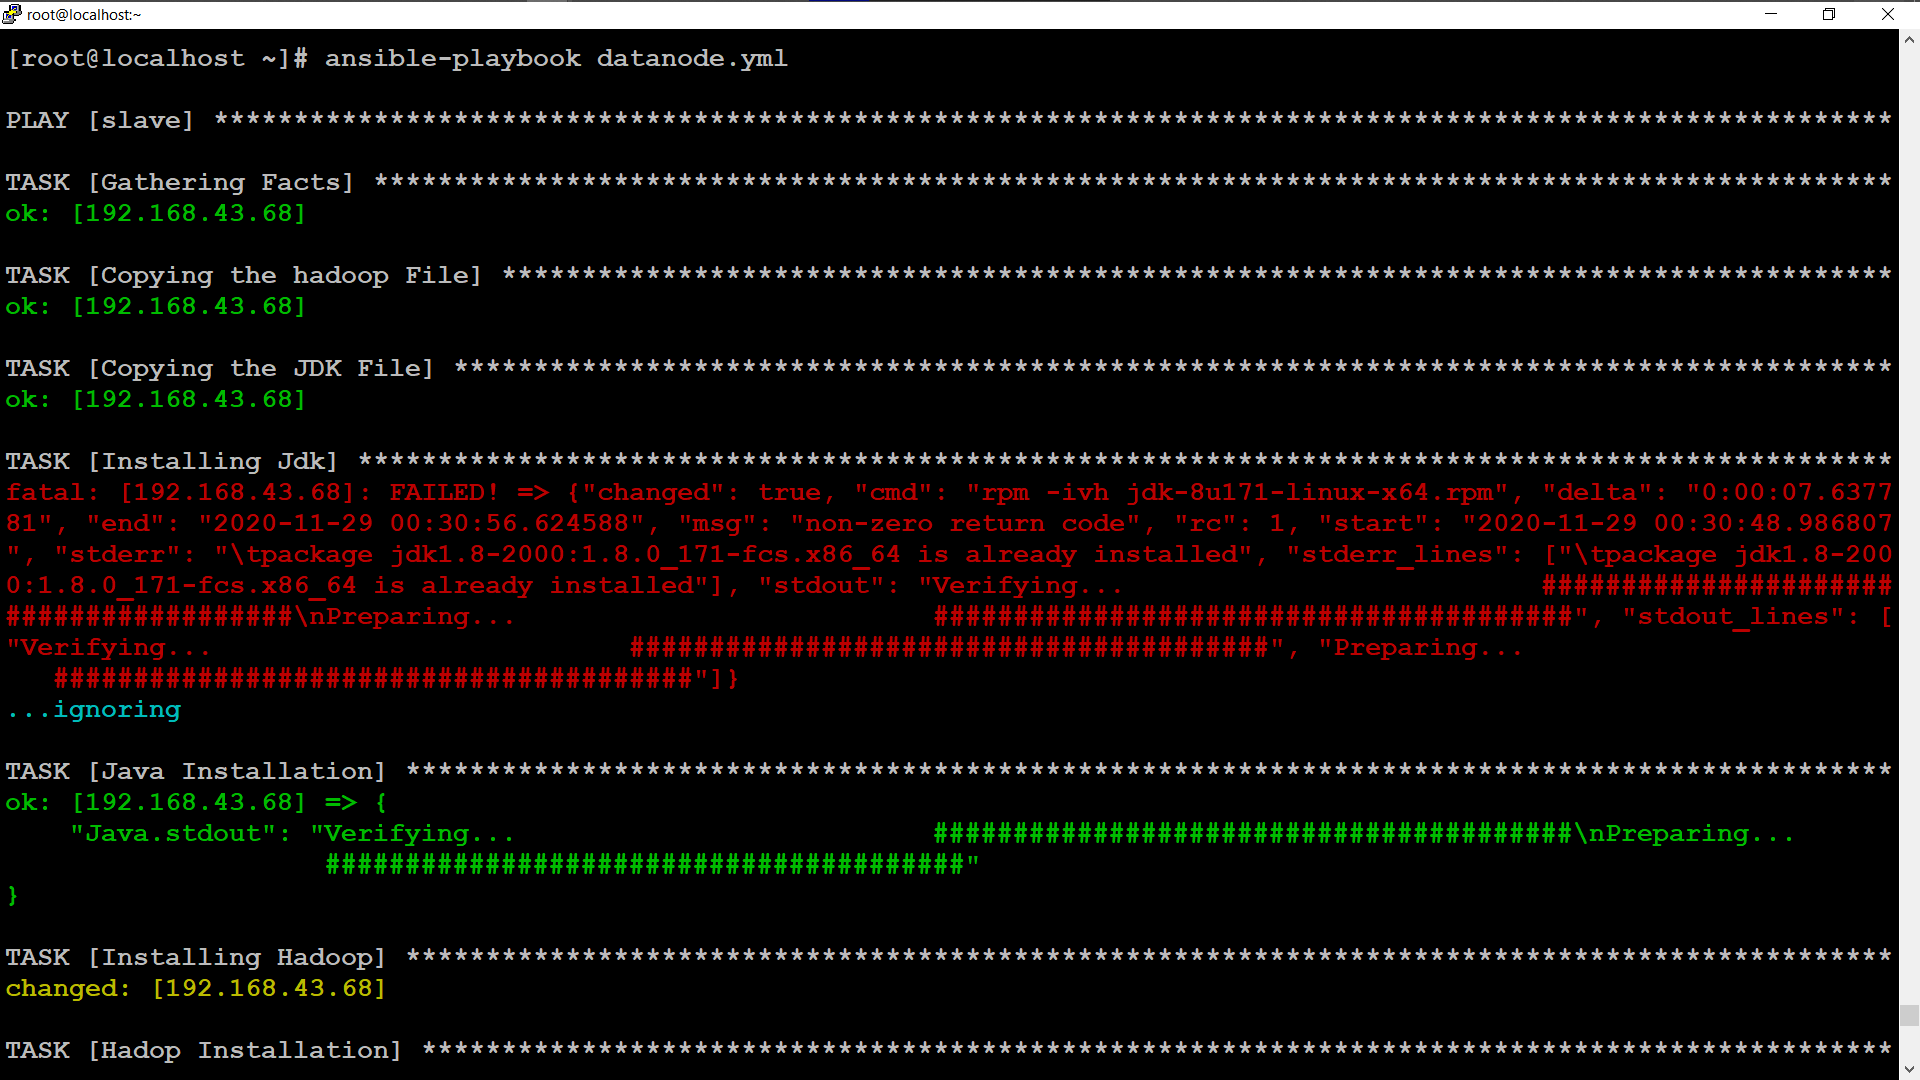 root@localhost:~
[root@localhost ~]# ansible-playbook datanode.yml
PLAY [slave] *********************************************************************************************************
TASK [Gathering Facts] ***********************************************************************************************
ok: [192.168.43.68]
TASK [Copying the hadoop File] ***************************************************************************************
ok: [192.168.43.68]
TASK [Copying the JDK File] ******************************************************************************************
ok: [192.168.43.68]
TASK [Installing Jdk] ************************************************************************************************
fatal: [192.168.43.68]: FAILED! => {"changed": true, "cmd": "rpm -ivh jdk-8u171-linux-x64.rpm", "delta": "0:00:07.6377
81", "end": "2020-11-29 00:30:56.624588", "msg": "non-zero return code", "rc": 1, "start": "2020-11-29 00:30:48.986807
", "stderr": "\tpackage jdk1.8-2000:1.8.0_171-fcs.x86_64 is already installed", "stderr_lines": ["\tpackage jdk1.8-200
0:1.8.0_171-fcs.x86_64 is already installed"], "stdout": "Verifying...                          ######################
##################\nPreparing...                          ########################################", "stdout_lines": [
"Verifying...                          ########################################", "Preparing...
   ########################################"]}
...ignoring
TASK [Java Installation] *********************************************************************************************
ok: [192.168.43.68] => {
    "Java.stdout": "Verifying...                          ########################################\nPreparing...
                    ########################################"
}
TASK [Installing Hadoop] *********************************************************************************************
changed: [192.168.43.68]
TASK [Hadop Installation] ********************************************************************************************